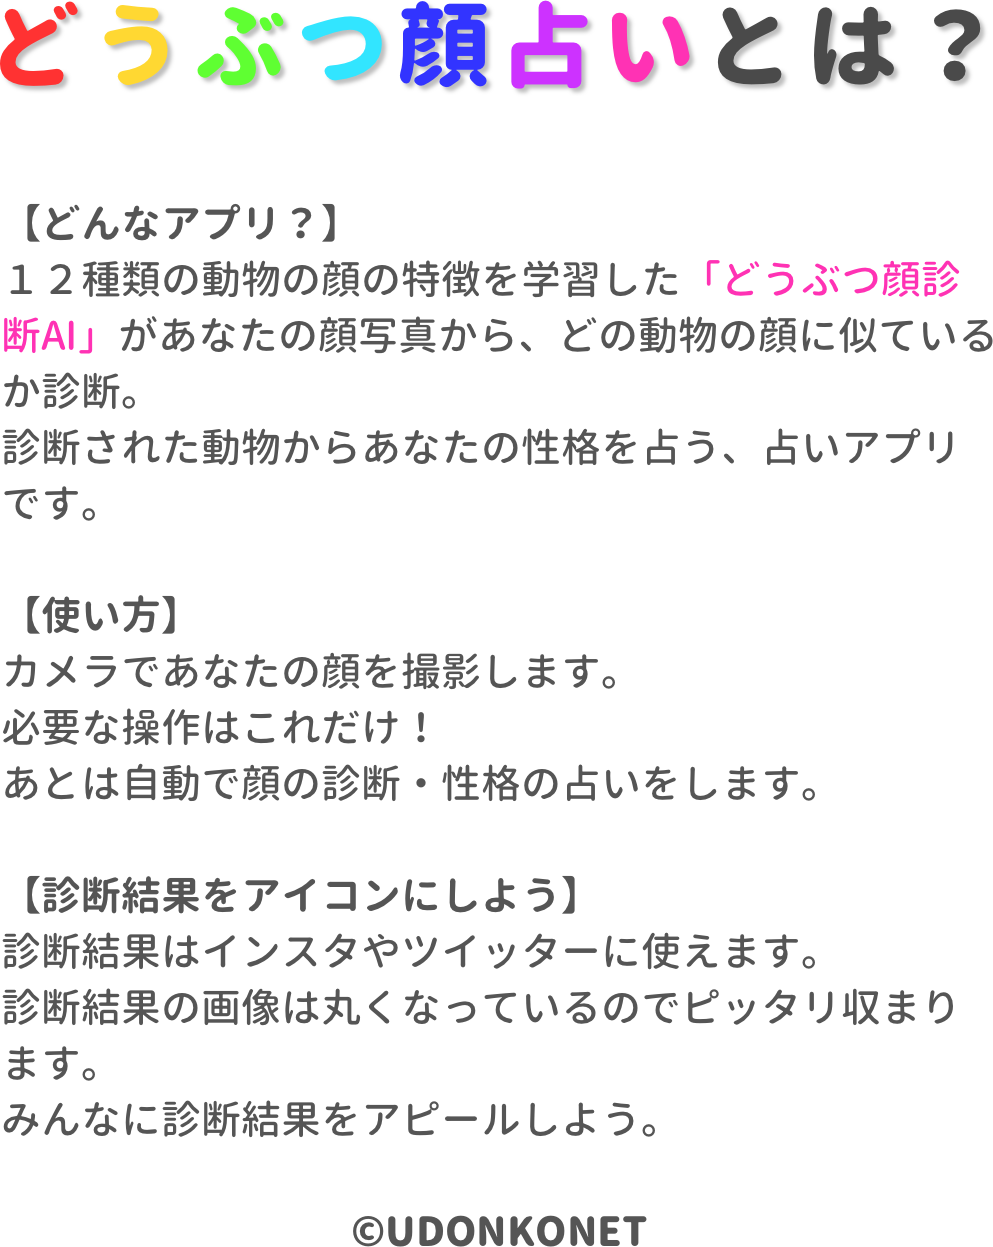 どうぶつ顔占いとは？
【どんなアプリ？】
１２種類の動物の顔の特徴を学習した「どうぶつ顔診
断AI」があなたの顔写真から、どの動物の顔に似ている
か診断。
診断された動物からあなたの性格を占う、占いアプリ
です。
【使い方】
カメラであなたの顔を撮影します。
必要な操作はこれだけ！
あとは自動で顔の診断・性格の占いをします。
【診断結果をアイコンにしよう】
診断結果はインスタやツイッターに使えます。
診断結果の画像は丸くなっているのでピッタリ収まり
ます。
みんなに診断結果をアピールしよう。
©UDONKONET